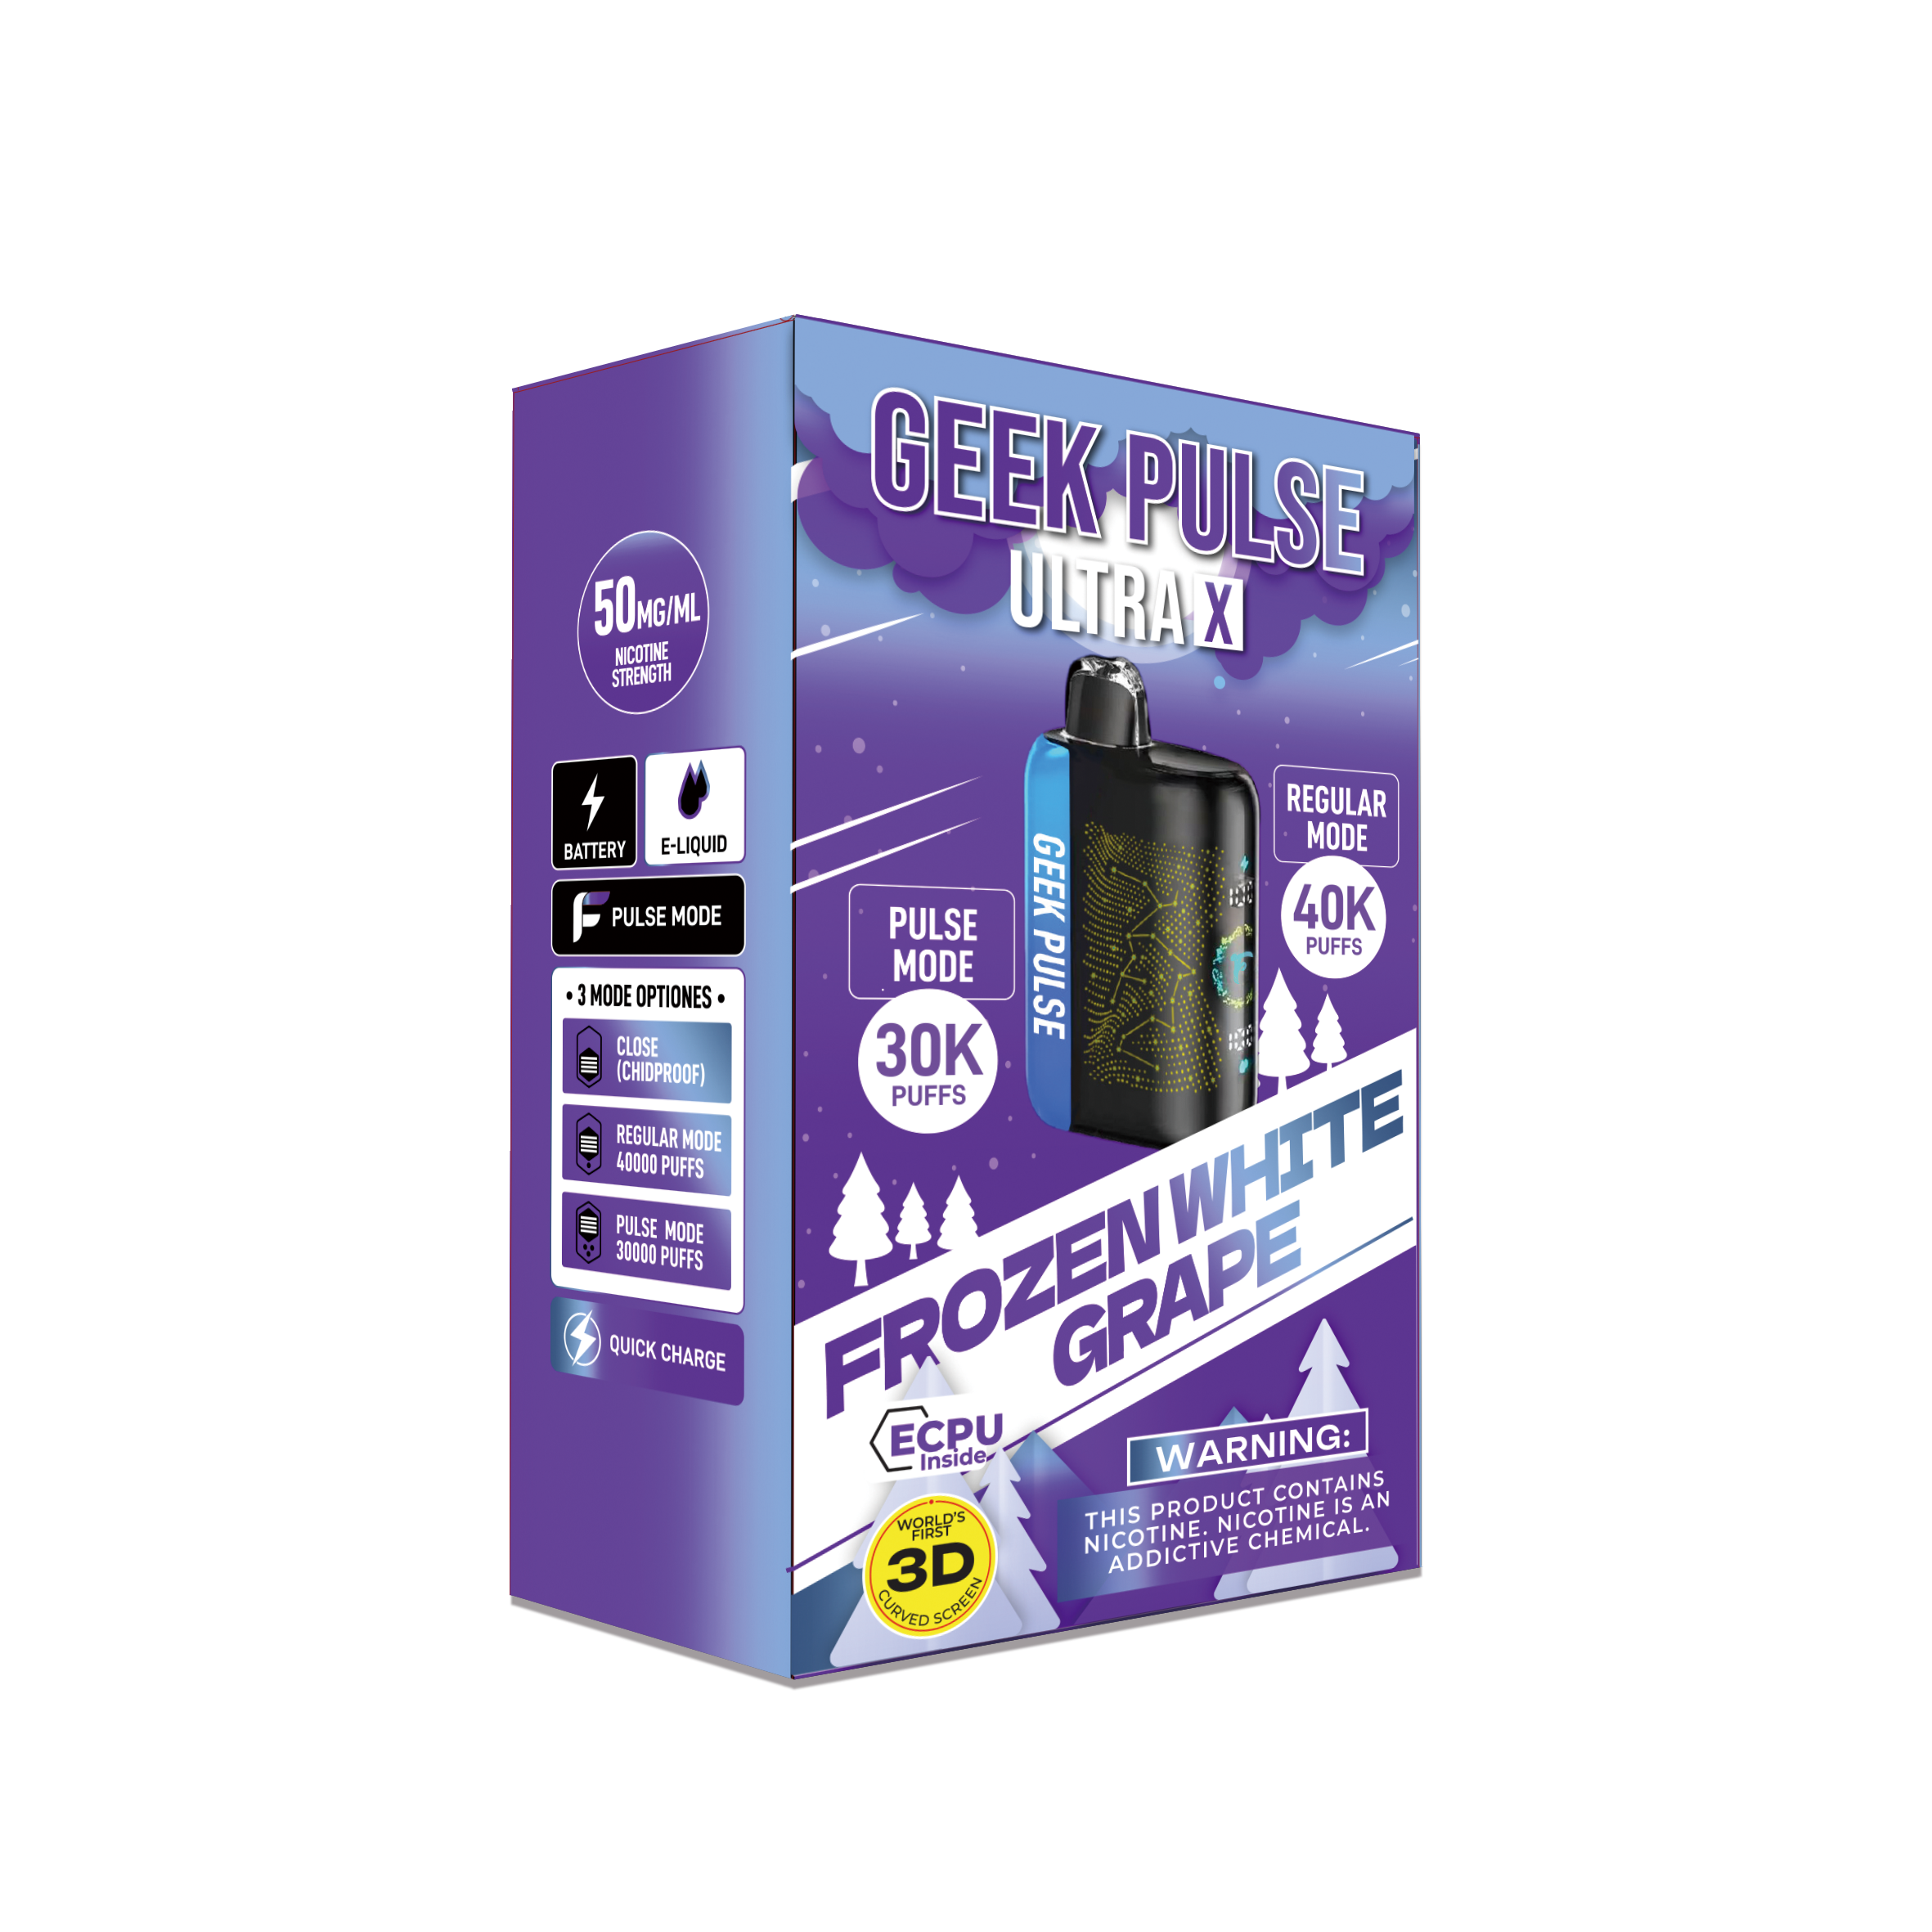 50MG/ML
NICOTINE
STRENGTH
BATTERY
E-LIQUID
PULSE MODE
• 3 MODE OPTIONES •
CLOSE
(CHIDPROOF)
REGULAR MODE
40000 PUFFS
PULSE MODE
30000 PUFFS
QUICK CHARGE
GEEK PULSE
ULTRA X
REGULAR
MODE
40K
PUFFS
PULSE
MODE
30K
PUFFS
GEEK PULSE
FROZEN WHITE
GRAPE
ECPU
Inside
WORLD'S
FIRST
3D
CURVED SCREEN
WARNING:
THIS PRODUCT CONTAINS
NICOTINE. NICOTINE IS AN
ADDICTIVE CHEMICAL.